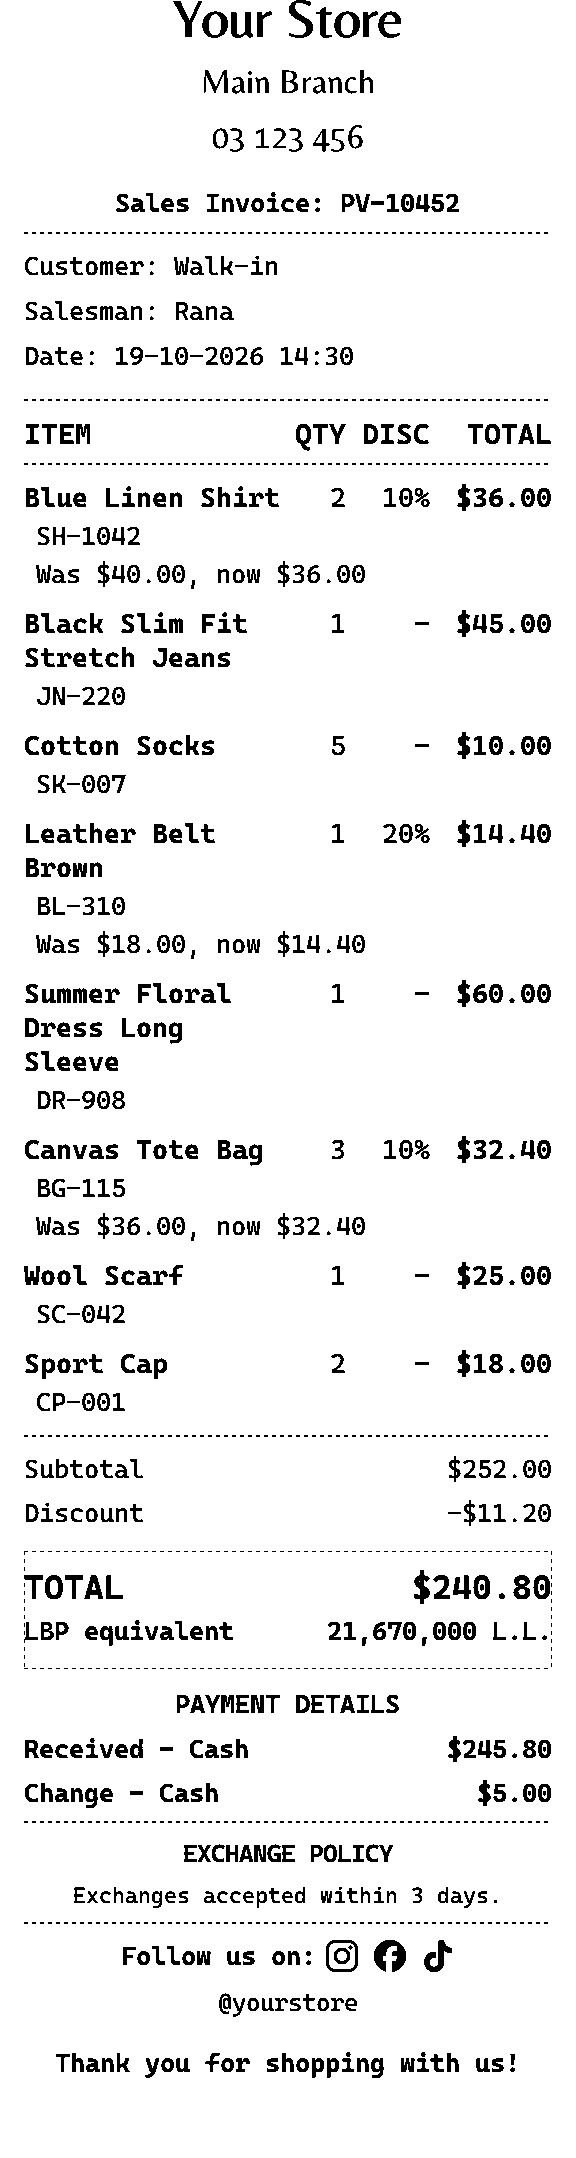 Your Store
Main Branch
03 123 456
Sales Invoice: PV-10452
Customer: Walk-in
Salesman: Rana
Date: 19-10-2026 14:30
ITEM QTY DISC TOTAL
Blue Linen Shirt 2 10% $36.00
SH-1042
Was $40.00, now $36.00
Black Slim Fit 1 - $45.00
Stretch Jeans
JN-220
Cotton Socks 5 - $10.00
SK-007
Leather Belt 1 20% $14.40
Brown
BL-310
Was $18.00, now $14.40
Summer Floral 1 - $60.00
Dress Long
Sleeve
DR-908
Canvas Tote Bag 3 10% $32.40
BG-115
Was $36.00, now $32.40
Wool Scarf 1 - $25.00
SC-042
Sport Cap 2 - $18.00
CP-001
Subtotal $252.00
Discount -$11.20
TOTAL $240.80
LBP equivalent 21,670,000 L.L.
PAYMENT DETAILS
Received - Cash $245.80
Change - Cash $5.00
EXCHANGE POLICY
Exchanges accepted within 3 days.
Follow us on:
@yourstore
Thank you for shopping with us!